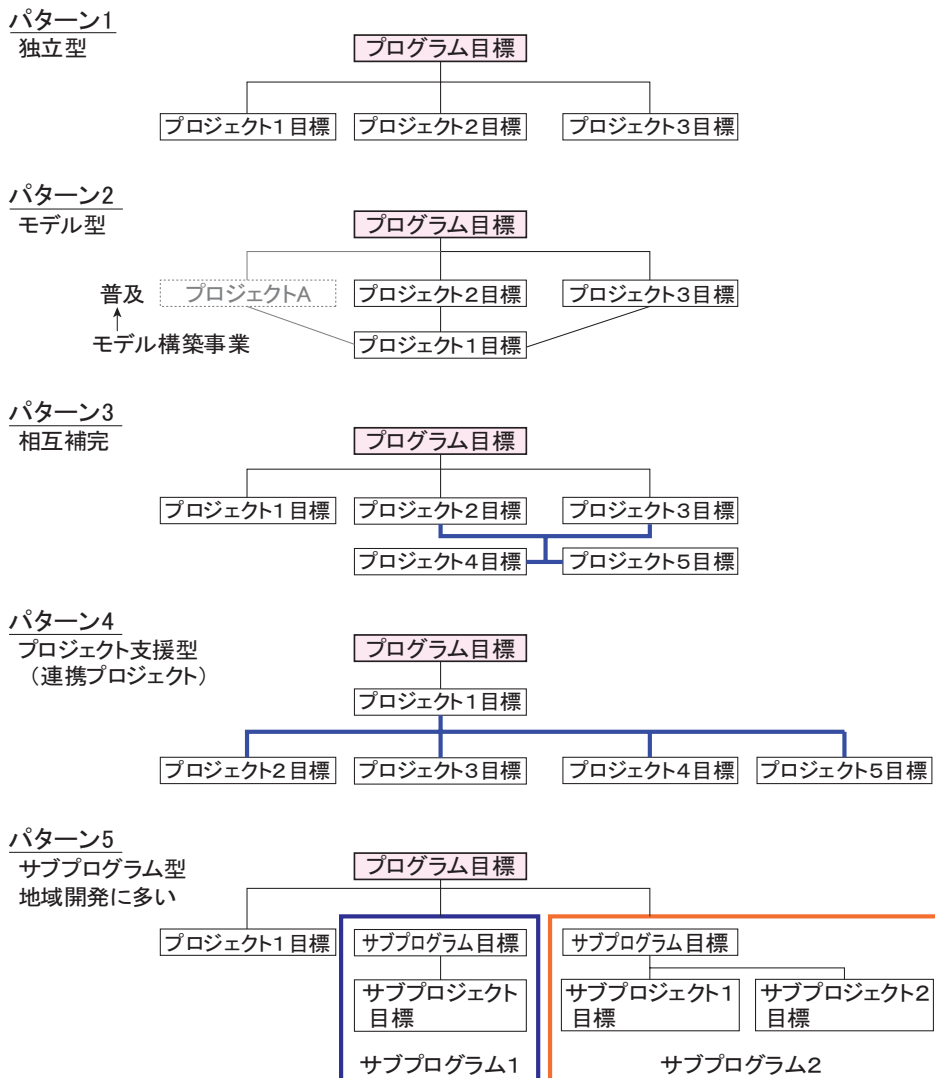 パターン1
独立型
プログラム目標
プロジェクト1目標
プロジェクト2目標
プロジェクト3目標
パターン2
モデル型
プログラム目標
普及
プロジェクトA
プロジェクト2目標
プロジェクト3目標
モデル構築事業
プロジェクト1目標
パターン3
相互補完
プログラム目標
プロジェクト1目標
プロジェクト2目標
プロジェクト3目標
プロジェクト4目標
プロジェクト5目標
パターン4
プロジェクト支援型
（連携プロジェクト）
プログラム目標
プロジェクト1目標
プロジェクト2目標
プロジェクト3目標
プロジェクト4目標
プロジェクト5目標
パターン5
サブプログラム型
地域開発に多い
プログラム目標
プロジェクト1目標
サブプログラム目標
サブプロジェクト
目標
サブプログラム1
サブプログラム目標
サブプロジェクト1
目標
サブプロジェクト2
目標
サブプログラム2